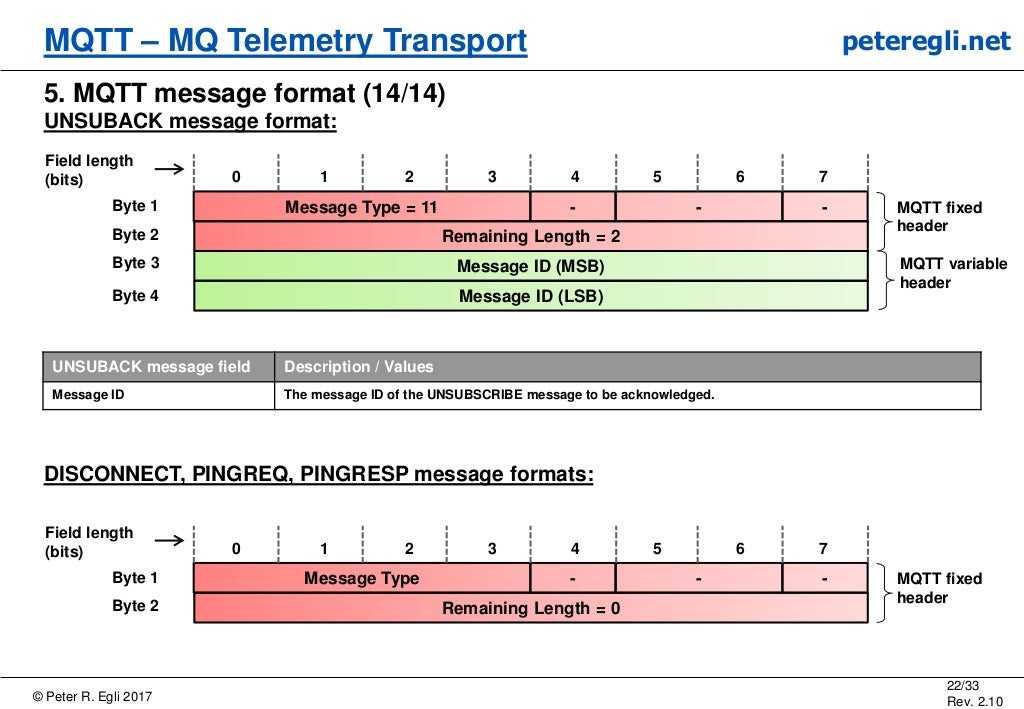 MQTT – MQ Telemetry Transport
peteregli.net
5. MQTT message format (14/14)
UNSUBACK message format:
Field length
(bits)
0 1 2 3 4 5 6 7
Byte 1 Message Type = 11 - - -
MQTT fixed
header
Byte 2 Remaining Length = 2
Byte 3 Message ID (MSB)
MQTT variable
header
Byte 4 Message ID (LSB)
UNSUBACK message field Description / Values
Message ID The message ID of the UNSUBSCRIBE message to be acknowledged.
DISCONNECT, PINGREQ, PINGRESP message formats:
Field length
(bits)
0 1 2 3 4 5 6 7
Byte 1 Message Type - - -
MQTT fixed
header
Byte 2 Remaining Length = 0
© Peter R. Egli 2017
22/33
Rev. 2.10